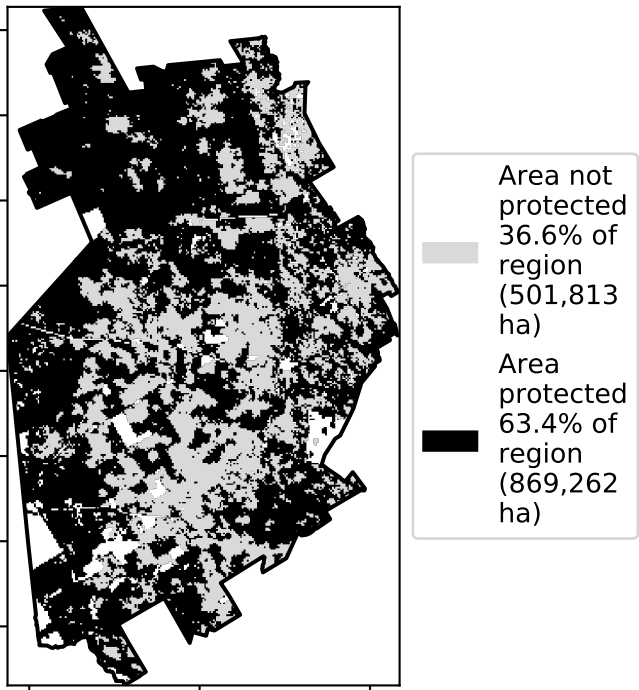 Area not
protected
36.6% of
region
(501,813
ha)
Area
protected
63.4% of
region
(869,262
ha)